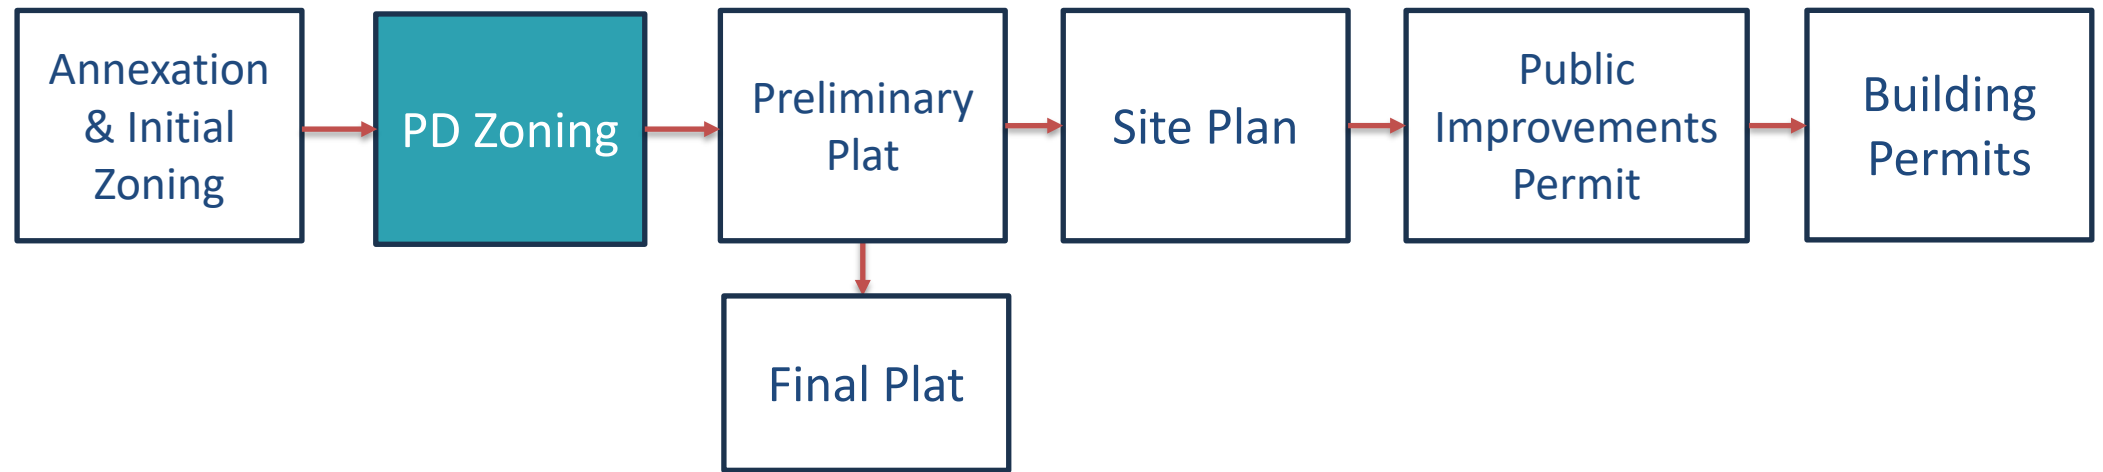 Annexation
& Initial
Zoning
PD Zoning
Preliminary
Plat
Site Plan
Public
Improvements
Permit
Building
Permits
Final Plat